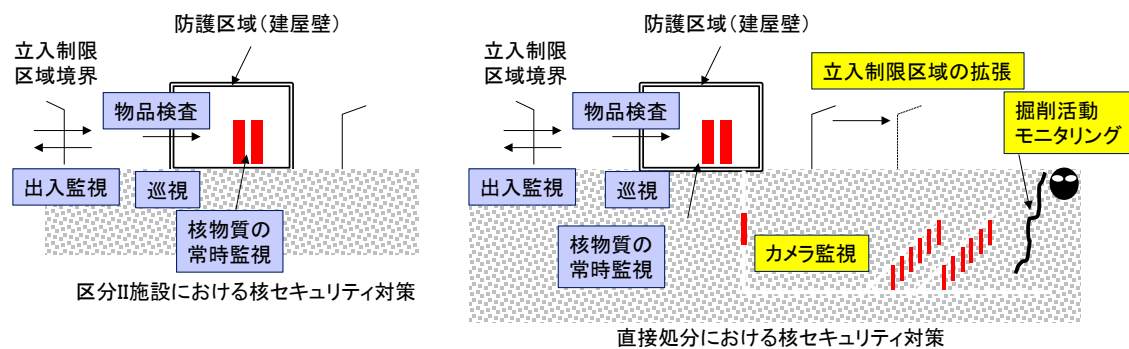 防護区域(建屋壁)
立入制限
区域境界
物品検査
出入監視
巡視
核物質の
常時監視
区分II施設における核セキュリティ対策
防護区域(建屋壁)
立入制限
区域境界
物品検査
立入制限区域の拡張
掘削活動
モニタリング
出入監視
巡視
核物質の
常時監視
カメラ監視
直接処分における核セキュリティ対策